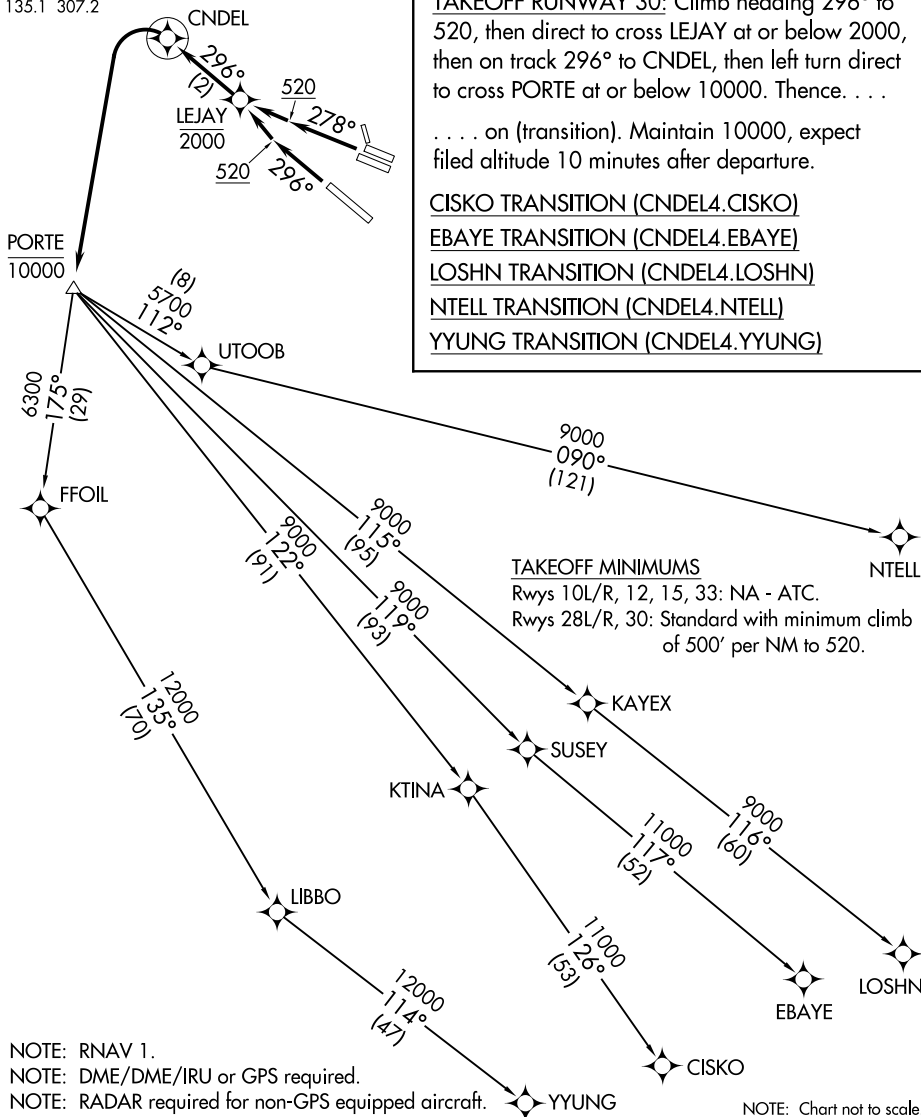 135.1 307.2
CNDEL
296°
(2)
LEJAY
2000
520
278°
520
296°
TAKEOFF RUNWAY 30: Climb heading 296° to
520, then direct to cross LEJAY at or below 2000,
then on track 296° to CNDEL, then left turn direct
to cross PORTE at or below 10000. Thence. . . .
. . . . on (transition). Maintain 10000, expect
filed altitude 10 minutes after departure.
CISKO TRANSITION (CNDEL4.CISKO)
EBAYE TRANSITION (CNDEL4.EBAYE)
LOSHN TRANSITION (CNDEL4.LOSHN)
NTELL TRANSITION (CNDEL4.NTELL)
YYUNG TRANSITION (CNDEL4.YYUNG)
PORTE
10000
(8)
5700
112°
UTOOB
6300
175°
(29)
FFOIL
9000
090°
(121)
NTELL
9000
115°
(95)
9000
122°
(91)
9000
119°
(93)
TAKEOFF MINIMUMS
Rwys 10L/R, 12, 15, 33: NA - ATC.
Rwys 28L/R, 30: Standard with minimum climb
of 500' per NM to 520.
12000
135°
(70)
KAYEX
SUSEY
KTINA
9000
116°
(60)
11000
117°
(52)
LIBBO
11000
126°
(53)
LOSHN
EBAYE
12000
114°
(47)
CISKO
YYUNG
NOTE: RNAV 1.
NOTE: DME/DME/IRU or GPS required.
NOTE: RADAR required for non-GPS equipped aircraft.
NOTE: Chart not to scale